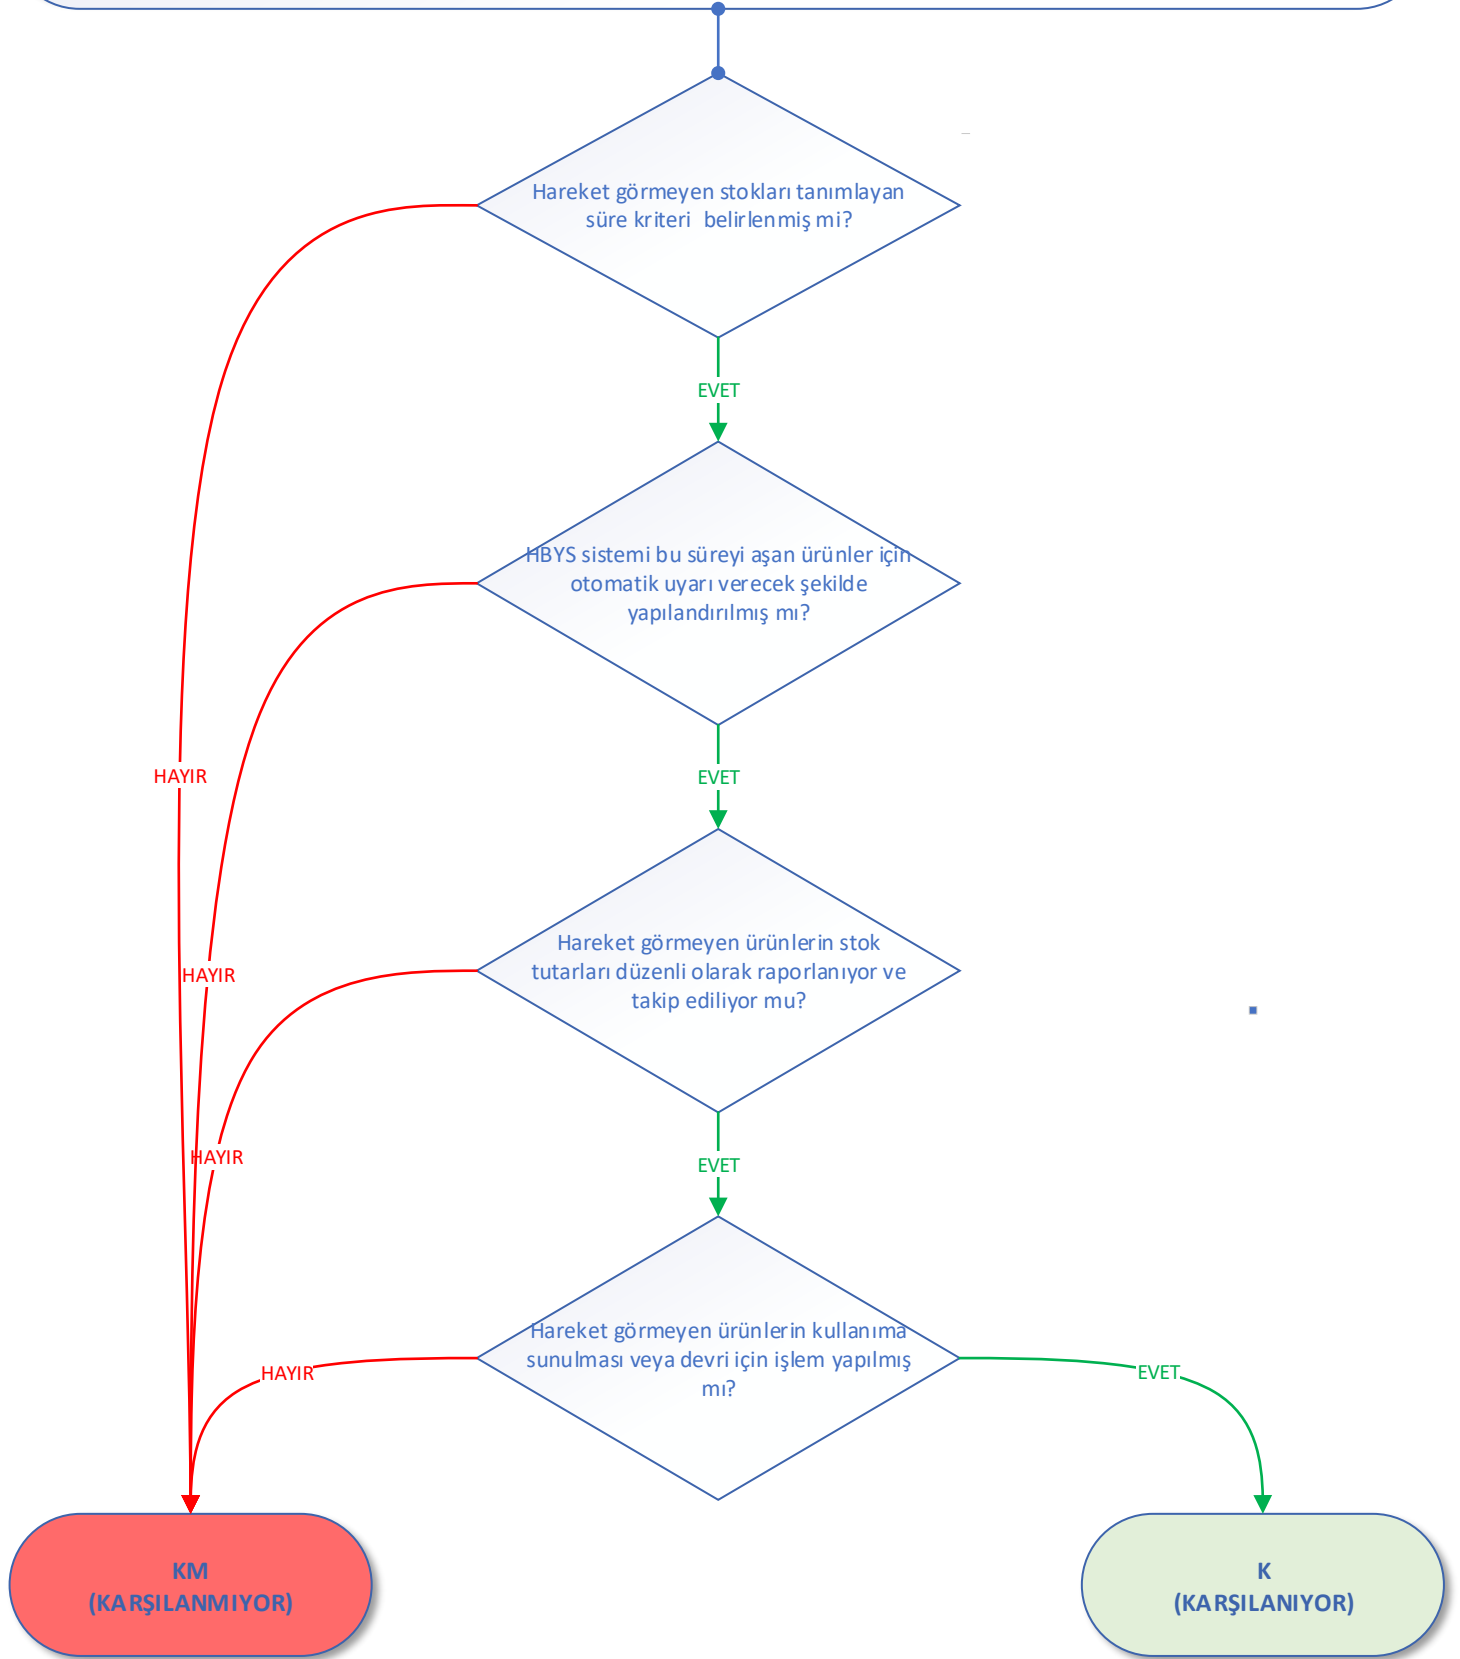 Hareket görmeyen stokları tanımlayan
süre kriteri belirlenmiş mi?
EVET
HBYS sistemi bu süreyi aşan ürünler için
otomatik uyarı verecek şekilde
yapılandırılmış mı?
HAYIR
EVET
Hareket görmeyen ürünlerin stok
tutarları düzenli olarak raporlanıyor ve
takip ediliyor mu?
HAYIR
HAYIR
EVET
Hareket görmeyen ürünlerin kullanıma
sunulması veya devri için işlem yapılmış
mı?
HAYIR
EVET
KM
(KARŞILANMIYOR)
K
(KARŞILANIYOR)